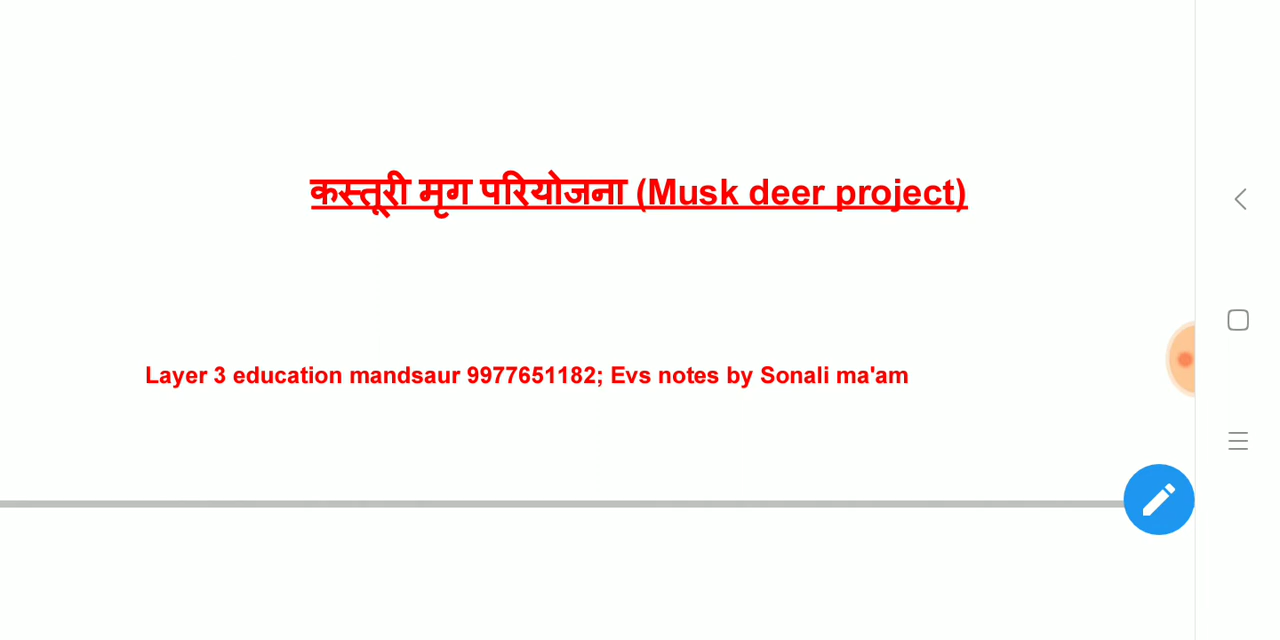 कस्तूरी मृग परियोजना (Musk deer project)
Layer 3 education mandsaur 9977651182; Evs notes by Sonali ma'am